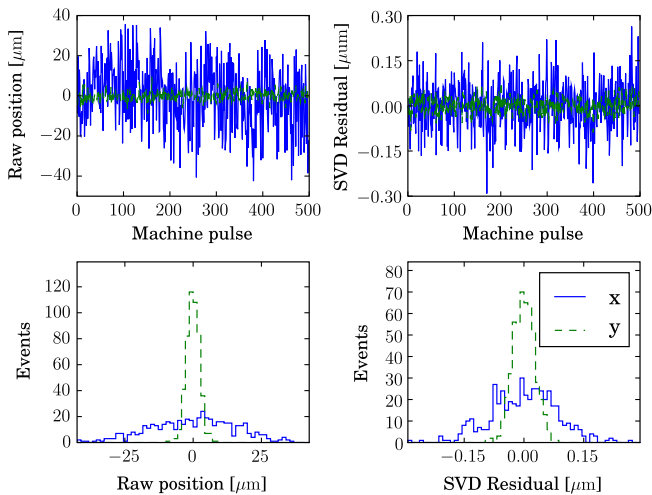 40
20
0
−20
−40
Raw position [μm]
0 100 200 300 400 500
Machine pulse
0.30
0.15
0.00
−0.15
−0.30
SVD Residual [μum]
0 100 200 300 400 500
Machine pulse
120
100
80
60
40
20
0
Events
−25 0 25
Raw position [μm]
80
70
60
50
40
30
20
10
0
Events
x
y
−0.15 0.00 0.15
SVD Residual [μm]